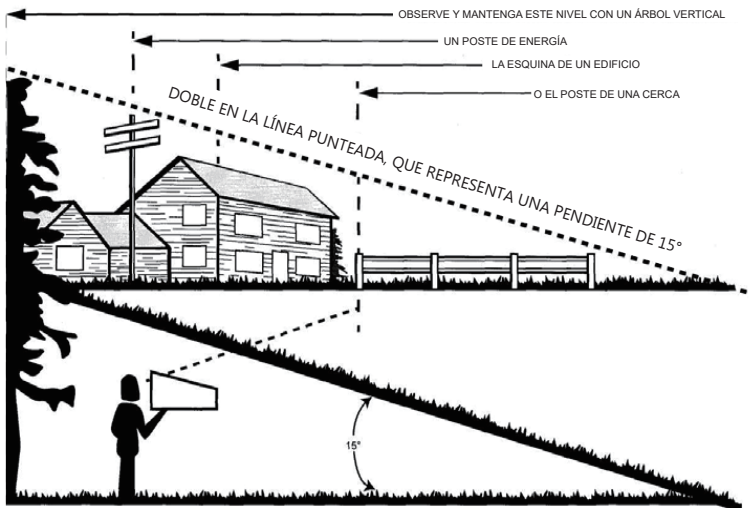 OBSERVE Y MANTENGA ESTE NIVEL CON UN ÁRBOL VERTICAL
UN POSTE DE ENERGÍA
LA ESQUINA DE UN EDIFICIO
O EL POSTE DE UNA CERCA
DOBLE EN LA LÍNEA PUNTEADA, QUE REPRESENTA UNA PENDIENTE DE 15°
15°